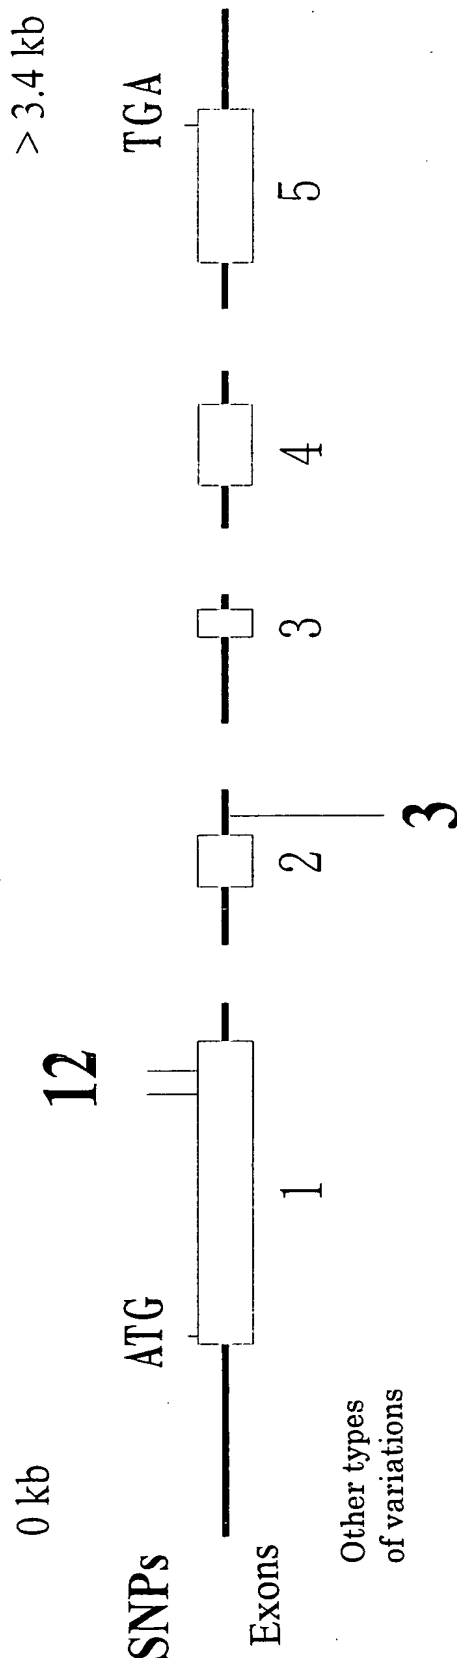 0 kb > 3.4 kb
SNPs ATG 12 TGA
Exons 1 2 3 4 5
Other types
of variations
3